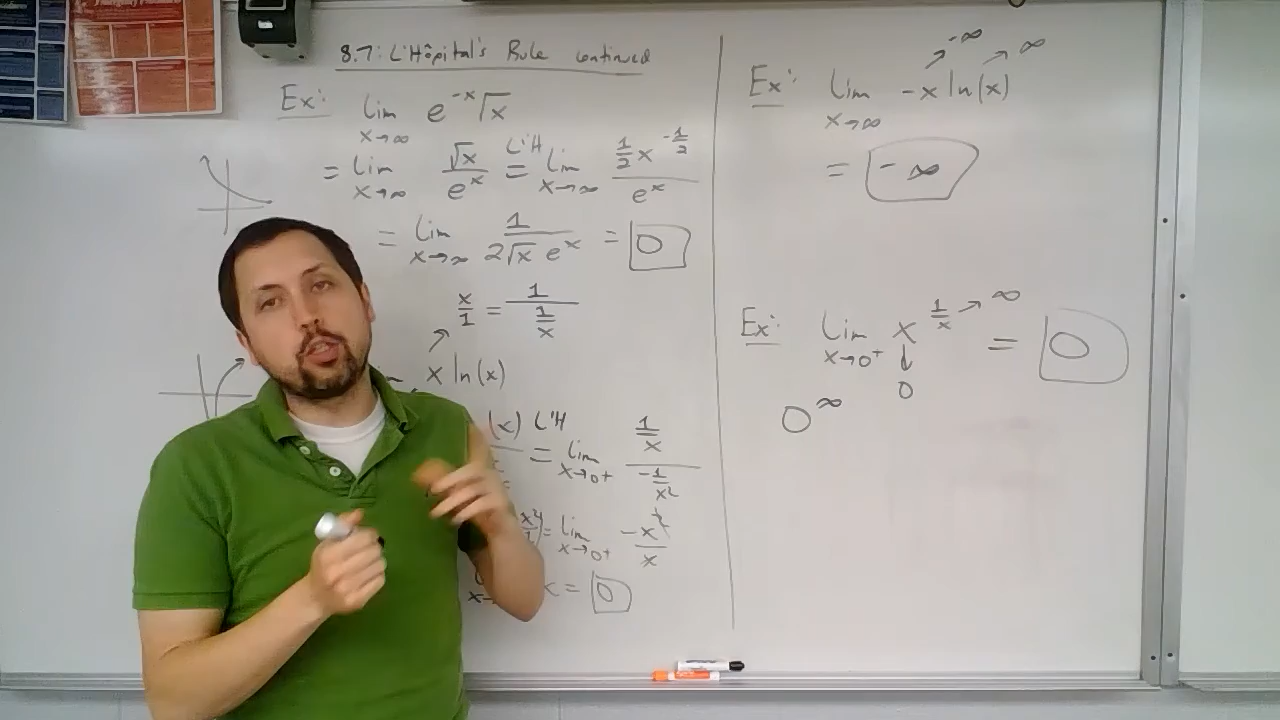 8.7: L'Hôpital's Rule continued
Ex: lim x→∞ e^-x √x
= lim x→∞ √x/e^x L'H= lim x→∞ (1/2 x^-1/2)/e^x
= lim x→∞ 1/(2√x e^x) = 0
x/1 = 1/(1/x)
x ln(x)
(x) L'H= lim x→0+ (1/x)/(-1/x²)
= lim x→0+ -x²/x
= 0
Ex: lim x→∞ -x ln(x)
-∞ ∞
= -∞
Ex: lim x→0+ x^(1/x) → ∞ = 0
↓
0
0^∞